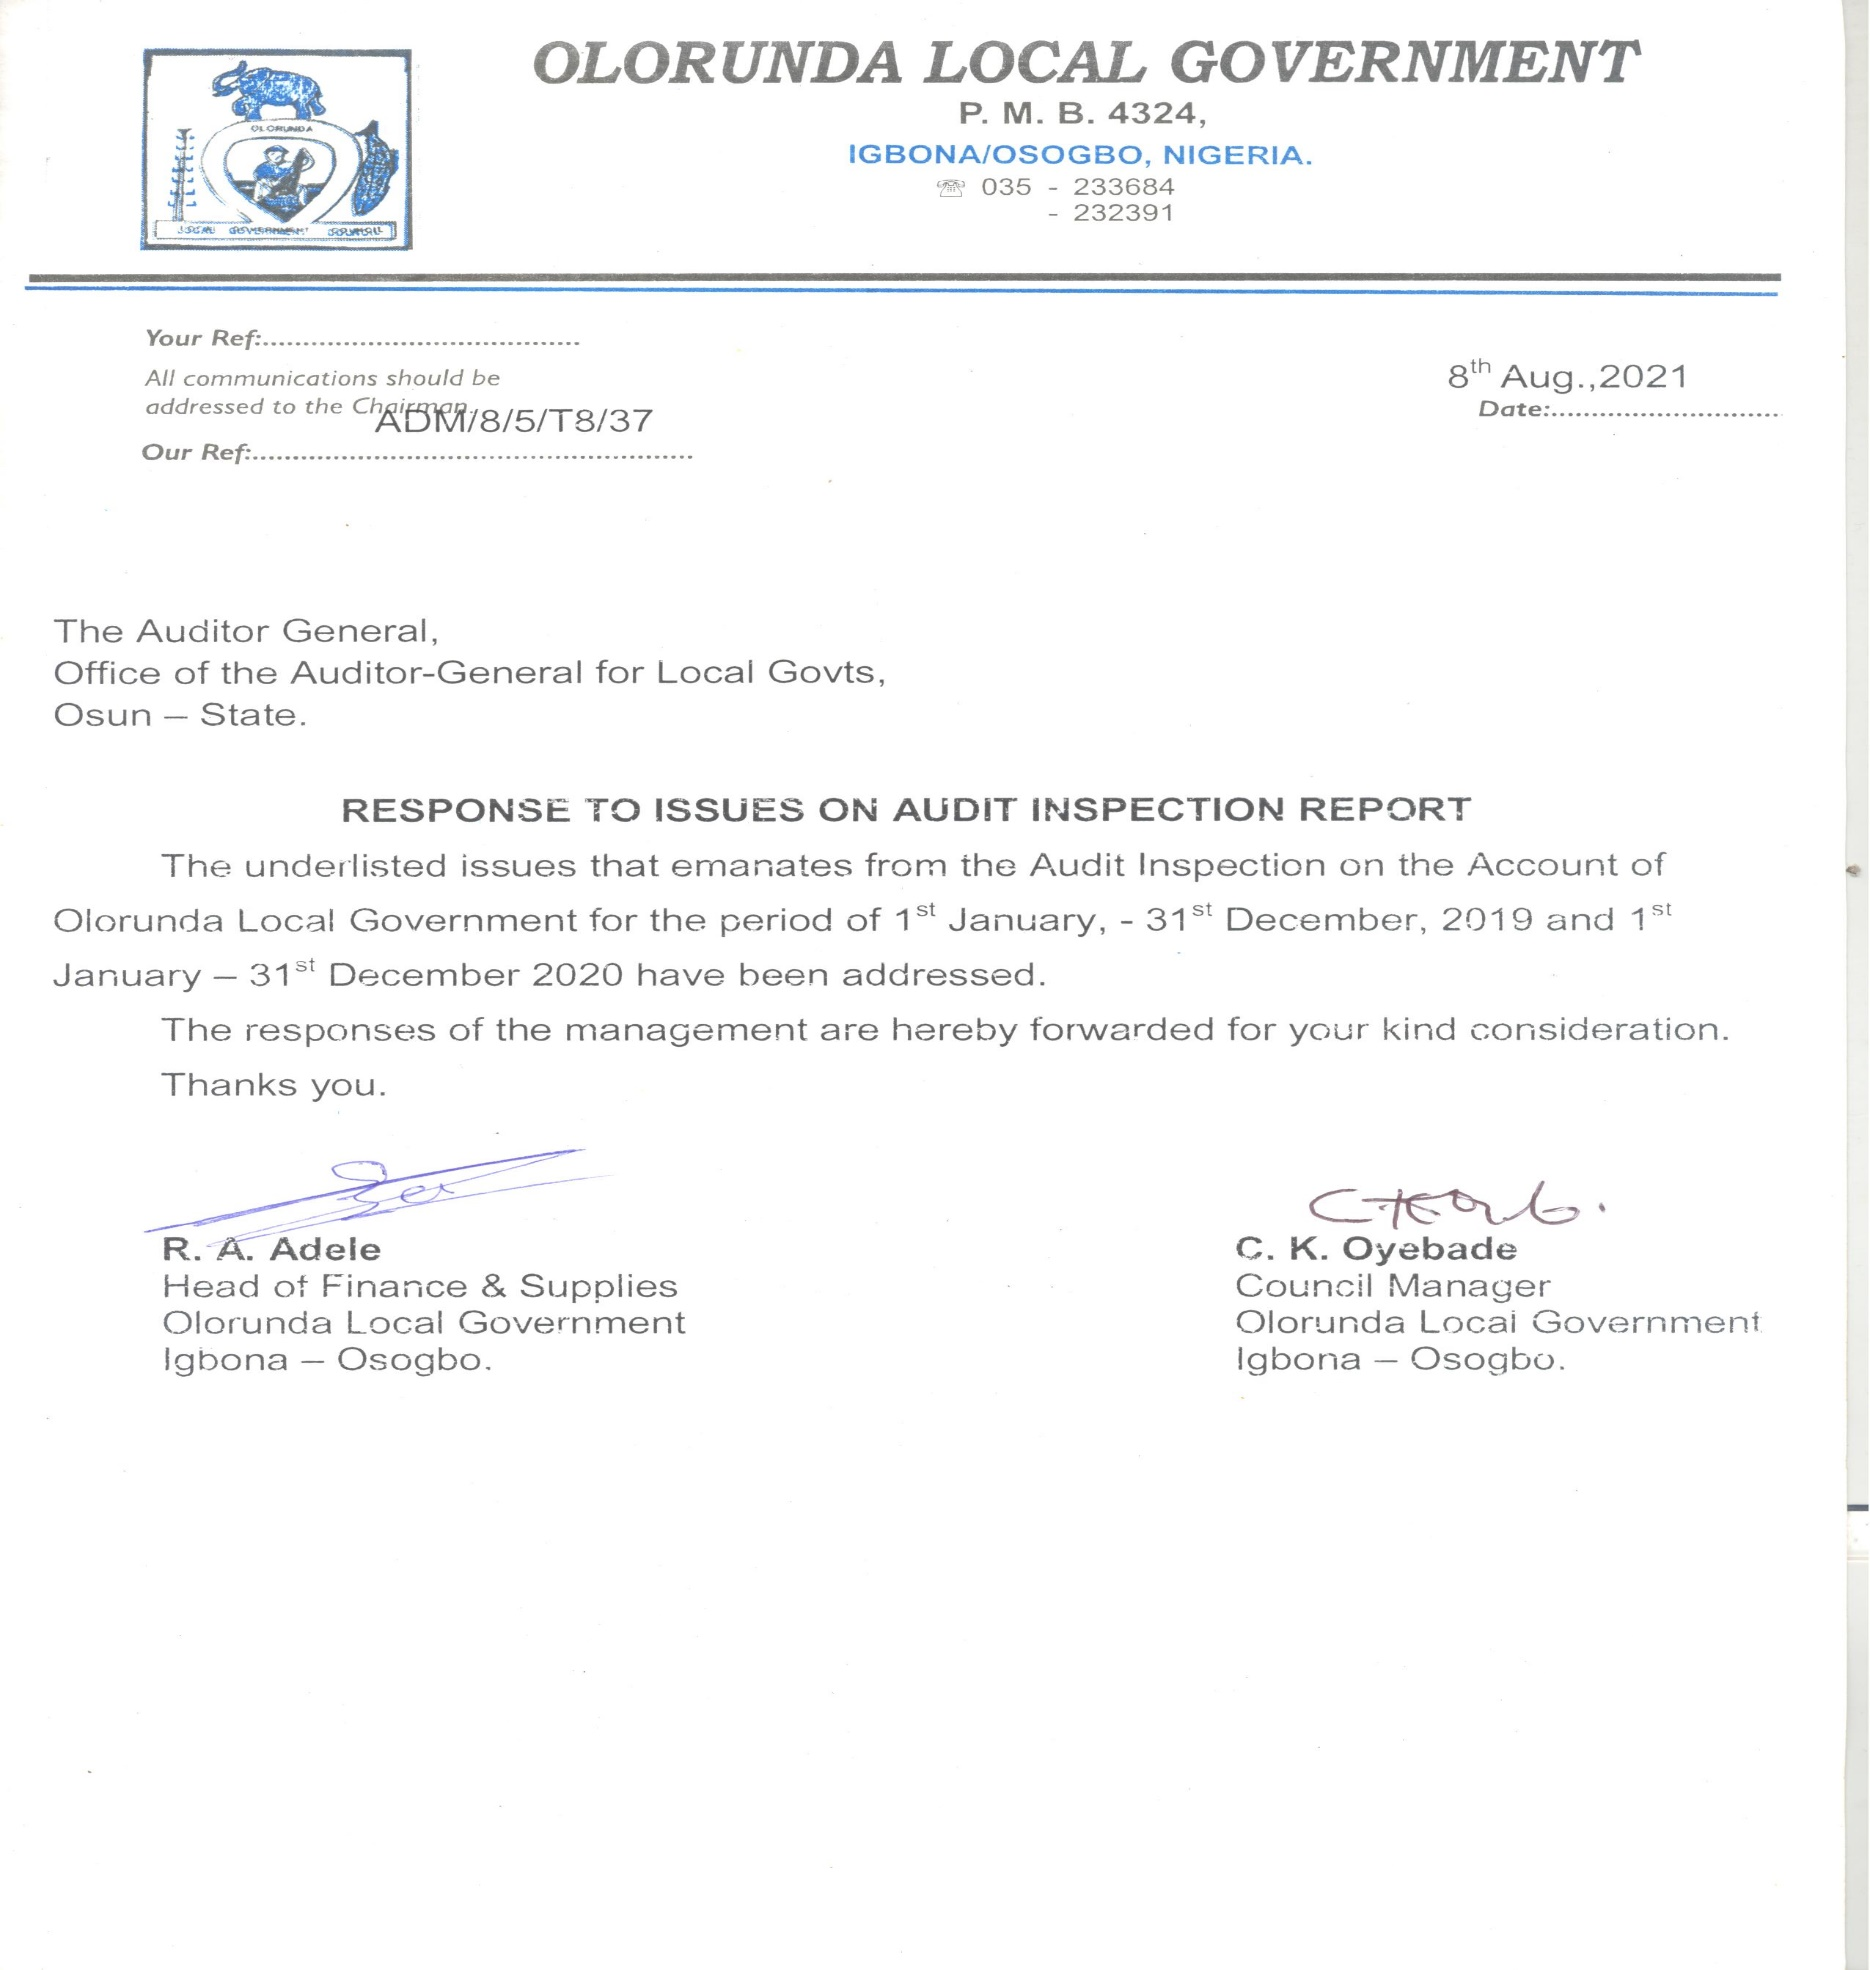 OLORUNDA LOCAL GOVERNMENT
P. M. B. 4324,
IGBONA/OSOGBO, NIGERIA.
☏ 035 - 233684
- 232391
OLORUNDA
LOCAL GOVERNMENT COUNCIL
Your Ref:........................................
All communications should be
addressed to the Chairman.
ADM/8/5/T8/37
Our Ref:........................................................
8th Aug.,2021
Date:.............................
The Auditor General,
Office of the Auditor-General for Local Govts,
Osun – State.
RESPONSE TO ISSUES ON AUDIT INSPECTION REPORT
The underlisted issues that emanates from the Audit Inspection on the Account of
Olorunda Local Government for the period of 1st January, - 31st December, 2019 and 1st
January – 31st December 2020 have been addressed.
The responses of the management are hereby forwarded for your kind consideration.
Thanks you.
R. A. Adele
Head of Finance & Supplies
Olorunda Local Government
Igbona – Osogbo.
C. K. Oyebade
Council Manager
Olorunda Local Government
Igbona – Osogbo.